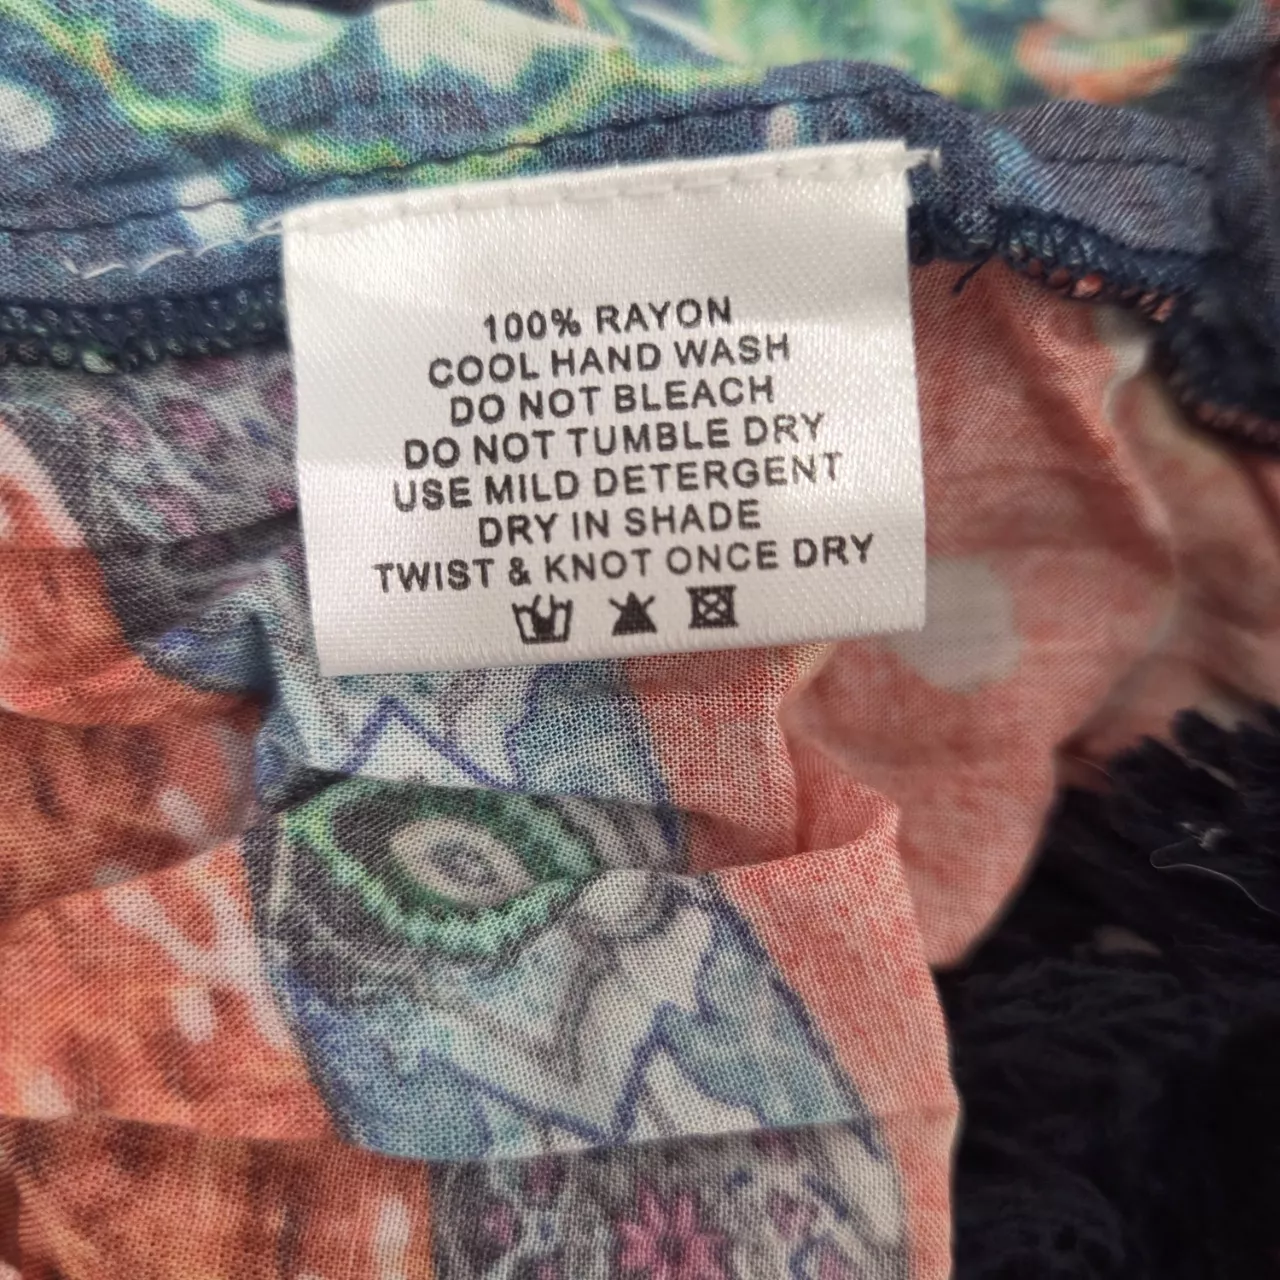 100% RAYON
COOL HAND WASH
DO NOT BLEACH
DO NOT TUMBLE DRY
USE MILD DETERGENT
DRY IN SHADE
TWIST & KNOT ONCE DRY